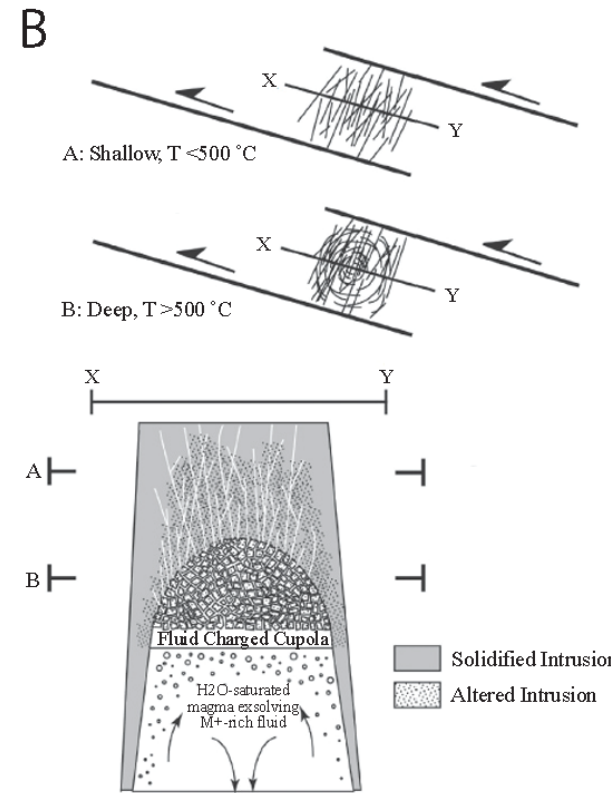 B
X
Y
A: Shallow, T <500 ˚C
X
Y
B: Deep, T >500 ˚C
X Y
A
B
Fluid Charged Cupola
H2O-saturated
magma exsolving
M+-rich fluid
Solidified Intrusion
Altered Intrusion